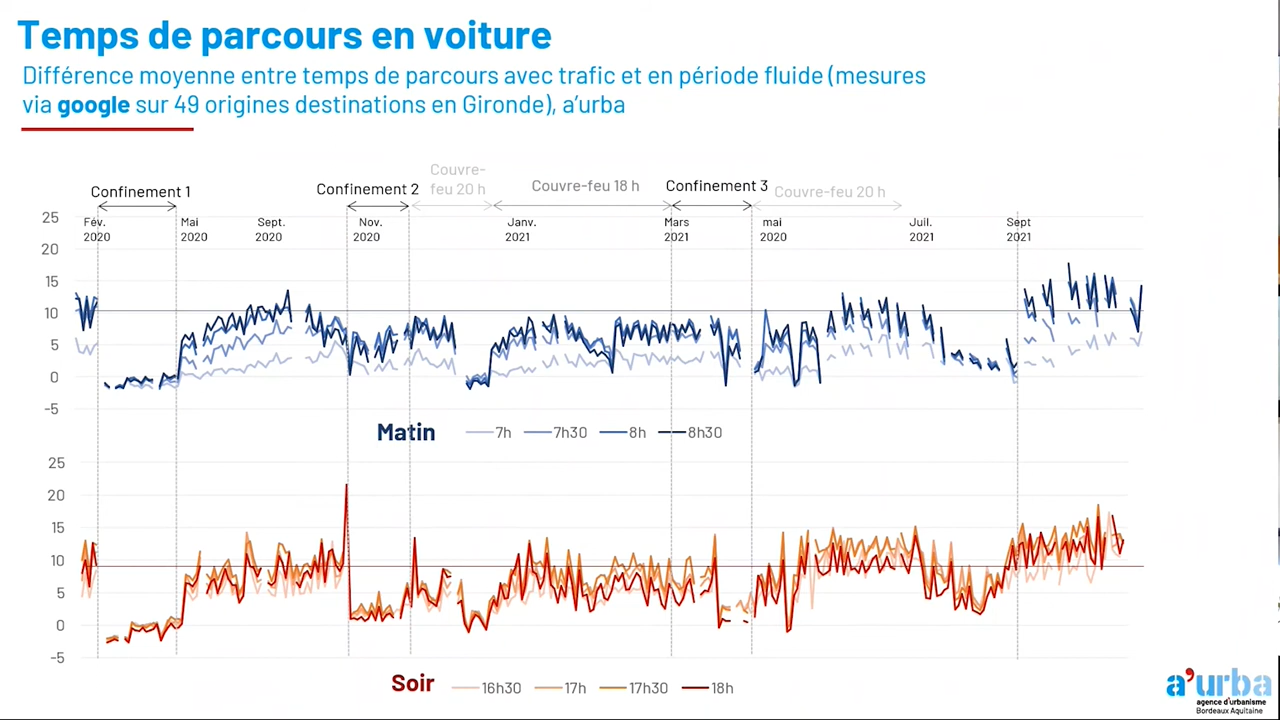 Temps de parcours en voiture
Différence moyenne entre temps de parcours avec trafic et en période fluide (mesures
via google sur 49 origines destinations en Gironde), a'urba
Confinement 1
Confinement 2
Couvre-
feu 20 h
Couvre-feu 18 h
Confinement 3
Couvre-feu 20 h
Fév.
2020
Mai
2020
Sept.
2020
Nov.
2020
Janv.
2021
Mars
2021
mai
2020
Juil.
2021
Sept
2021
25
20
15
10
5
0
-5
Matin
7h
7h30
8h
8h30
25
20
15
10
5
0
-5
Soir
16h30
17h
17h30
18h
a'urba
agence d'urbanisme
Bordeaux Aquitaine